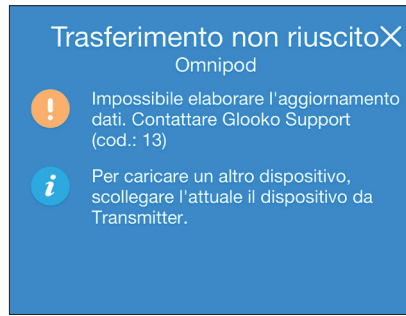 Trasferimento non riuscito X
Omnipod
Impossibile elaborare l'aggiornamento
dati. Contattare Glooko Support
(cod.: 13)
Per caricare un altro dispositivo,
scollegare l'attuale il dispositivo da
Transmitter.